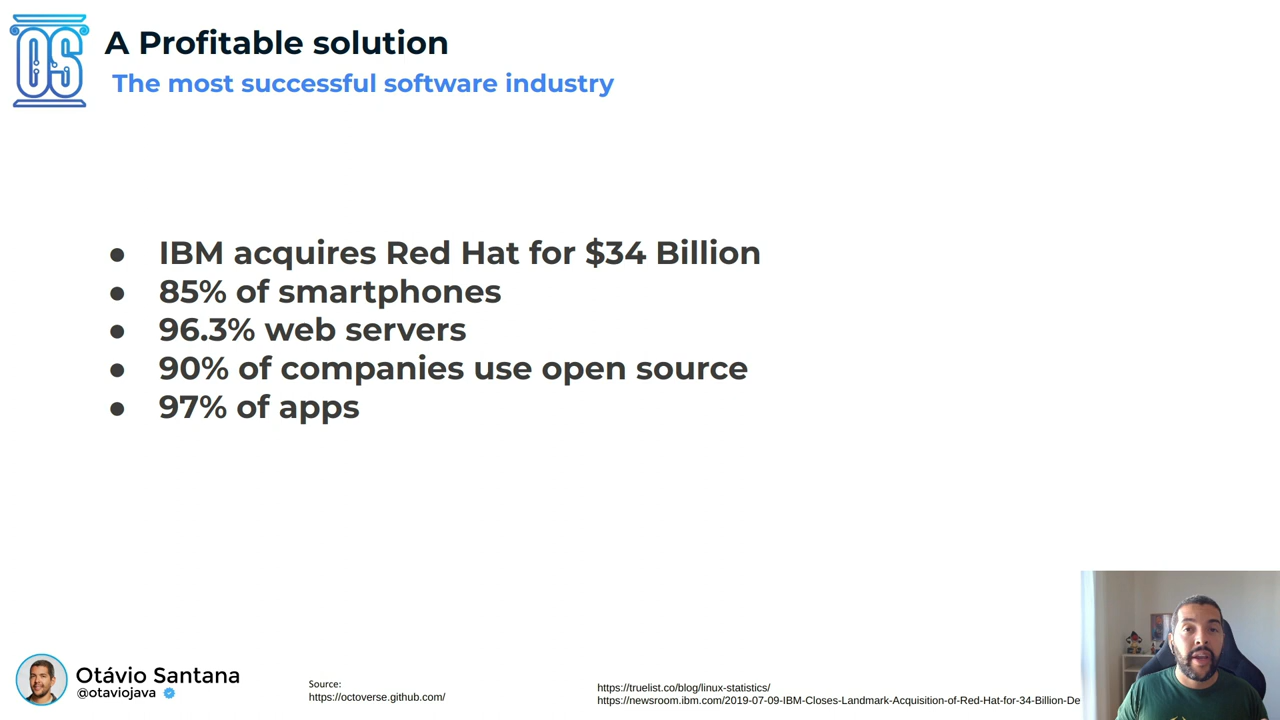 OS
A Profitable solution
The most successful software industry
● IBM acquires Red Hat for $34 Billion
● 85% of smartphones
● 96.3% web servers
● 90% of companies use open source
● 97% of apps
Otávio Santana
@otaviojava
Source:
https://octoverse.github.com/
https://truelist.co/blog/linux-statistics/
https://newsroom.ibm.com/2019-07-09-IBM-Closes-Landmark-Acquisition-of-Red-Hat-for-34-Billion-De